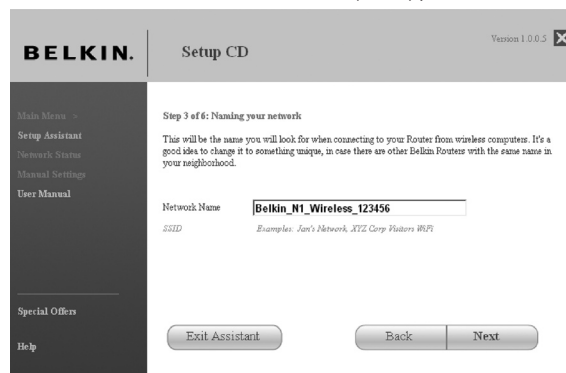 BELKIN.
Setup CD
Version 1.0.0.5
Main Menu >
Setup Assistant
Network Status
Manual Settings
User Manual
Special Offers
Help
Step 3 of 6: Naming your network
This will be the name you will look for when connecting to your Router from wireless computers. It's a
good idea to change it to something unique, in case there are other Belkin Routers with the same name in
your neighborhood.
Network Name
Belkin_N1_Wireless_123456
SSID
Examples: Jan's Network, XYZ Corp Visitors WiFi
Exit Assistant
Back
Next